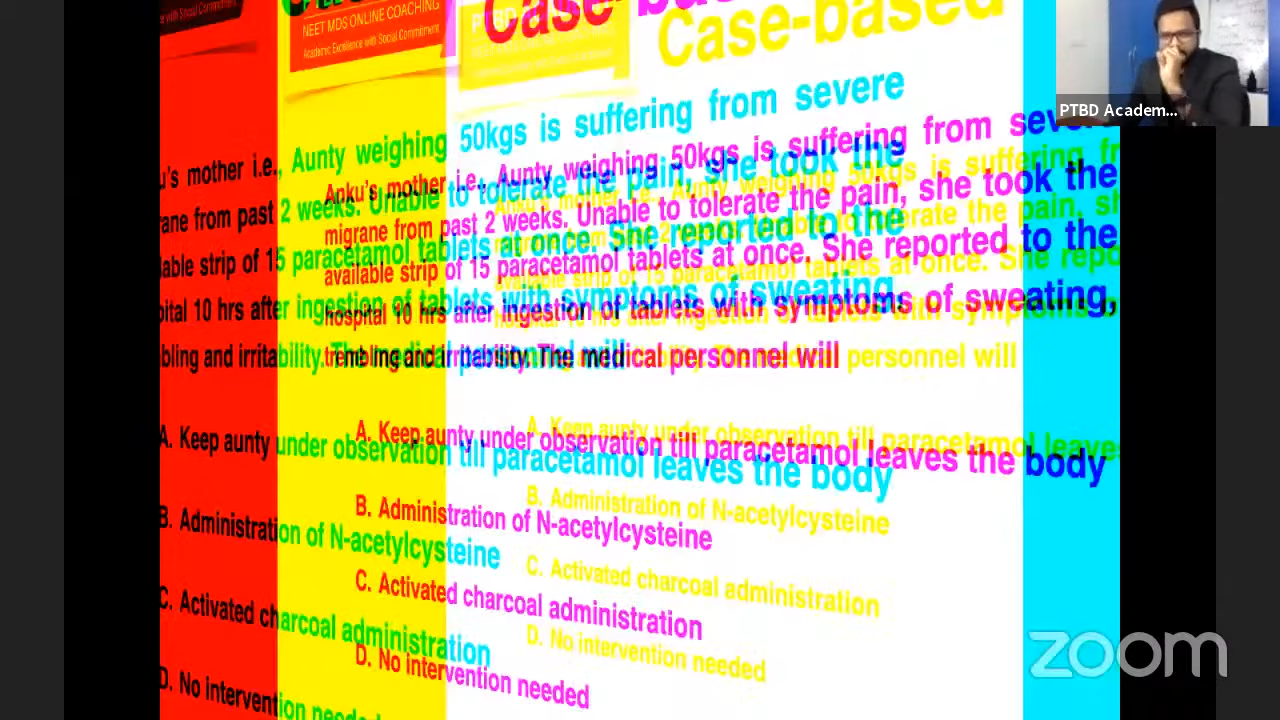 NEET MDS ONLINE COACHING
Academic Excellence with Social Commitment
Case-based
PTBD Academ...
Anku's mother i.e., Aunty weighing 50kgs is suffering from severe
migrane from past 2 weeks. Unable to tolerate the pain, she took the
available strip of 15 paracetamol tablets at once. She reported to the
hospital 10 hrs after ingestion of tablets with symptoms of sweating,
trembling and irritability. The medical personnel will
A. Keep aunty under observation till paracetamol leaves the body
B. Administration of N-acetylcysteine
C. Activated charcoal administration
D. No intervention needed
zoom